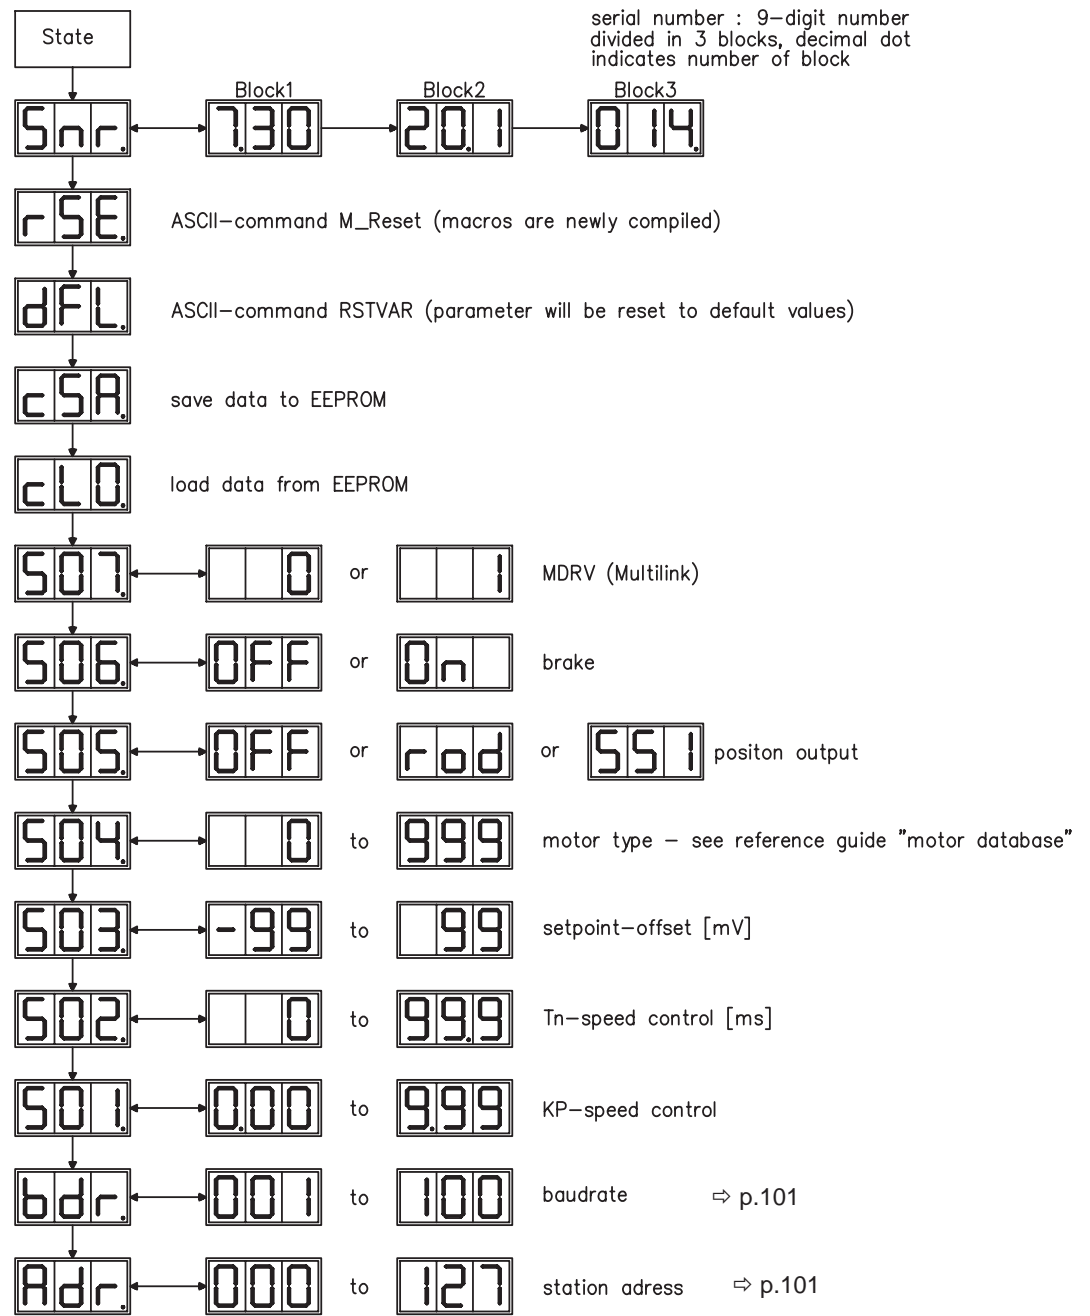 State
serial number : 9-digit number
divided in 3 blocks, decimal dot
indicates number of block
Block1 Block2 Block3
Snr. 7.30 20.1 014.
rSE. ASCII-command M_Reset (macros are newly compiled)
dFL. ASCII-command RSTVAR (parameter will be reset to default values)
cSA. save data to EEPROM
cLO. load data from EEPROM
S07. 0 or 1 MDRV (Multilink)
S06. OFF or On brake
S05. OFF or rod or SSI positon output
S04. 0 to 999 motor type - see reference guide "motor database"
S03. -99 to 99 setpoint-offset [mV]
S02. 0 to 99.9 Tn-speed control [ms]
S01. 0.00 to 9.99 KP-speed control
bdr. 001 to 100 baudrate ⇨ p.101
Adr. 000 to 127 station adress ⇨ p.101